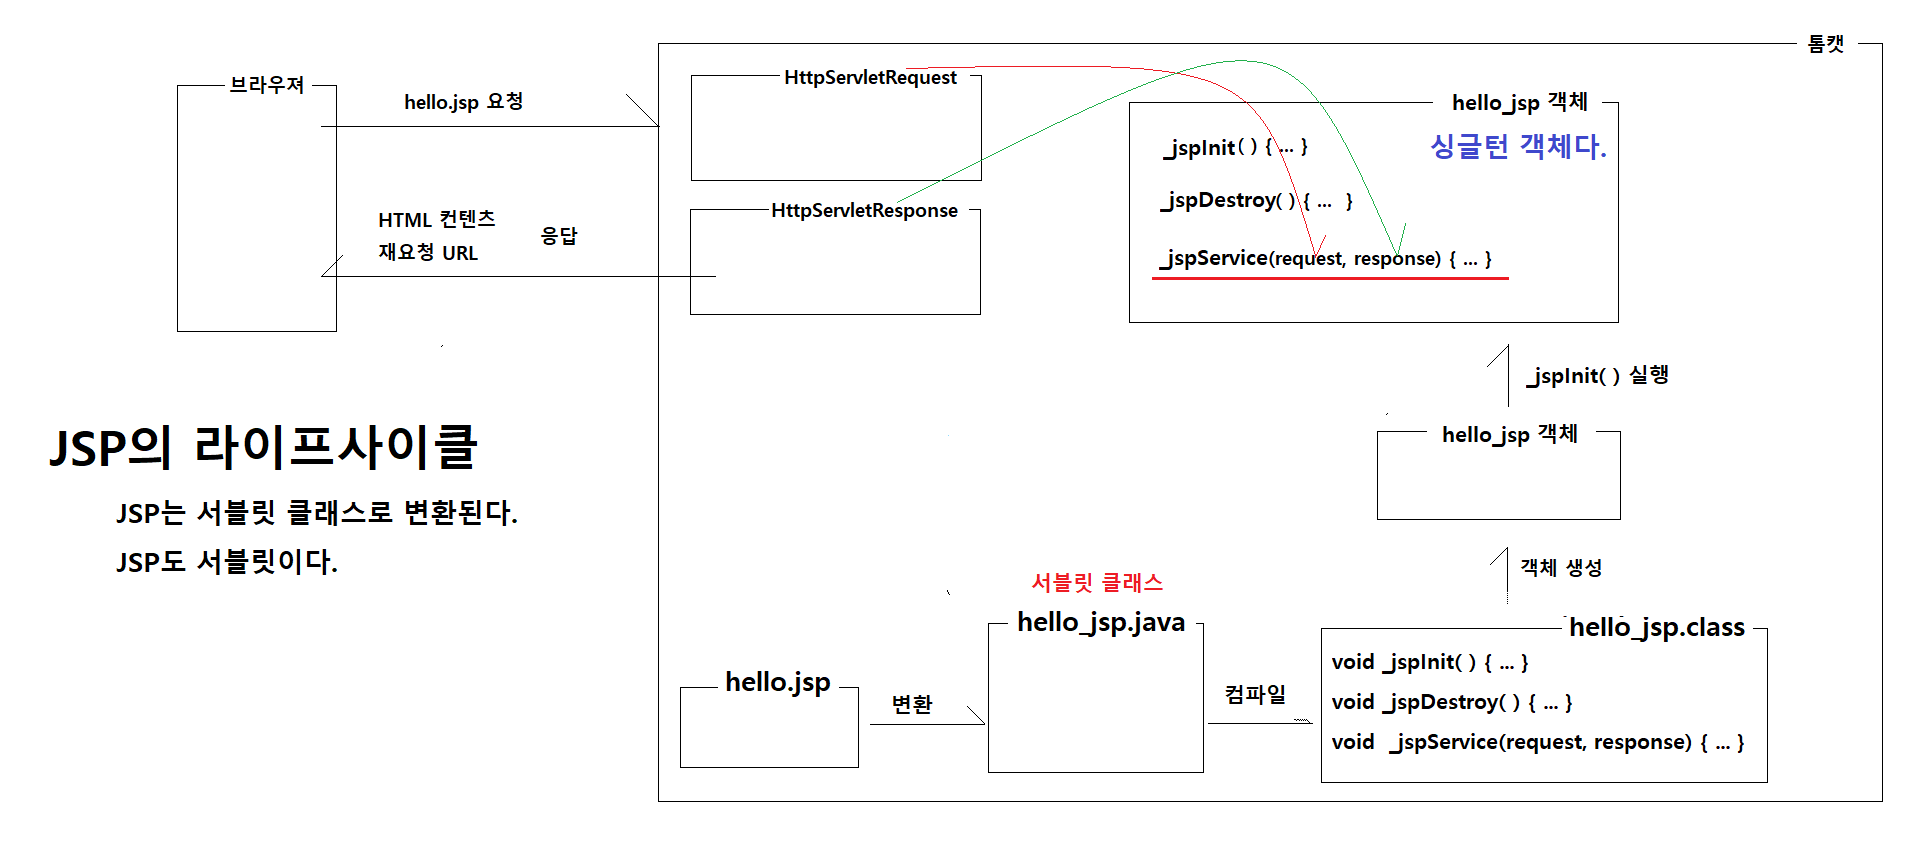 톰캣
브라우져
hello.jsp 요청
HTML 컨텐츠
재요청 URL
응답
HttpServletRequest
HttpServletResponse
hello_jsp 객체
싱글턴 객체다.
_jspInit( ) { ... }
_jspDestroy( ) { ... }
_jspService(request, response) { ... }
_jspInit( ) 실행
hello_jsp 객체
객체 생성
JSP의 라이프사이클
JSP는 서블릿 클래스로 변환된다.
JSP도 서블릿이다.
hello.jsp
변환
서블릿 클래스
hello_jsp.java
컴파일
hello_jsp.class
void _jspInit( ) { ... }
void _jspDestroy( ) { ... }
void _jspService(request, response) { ... }